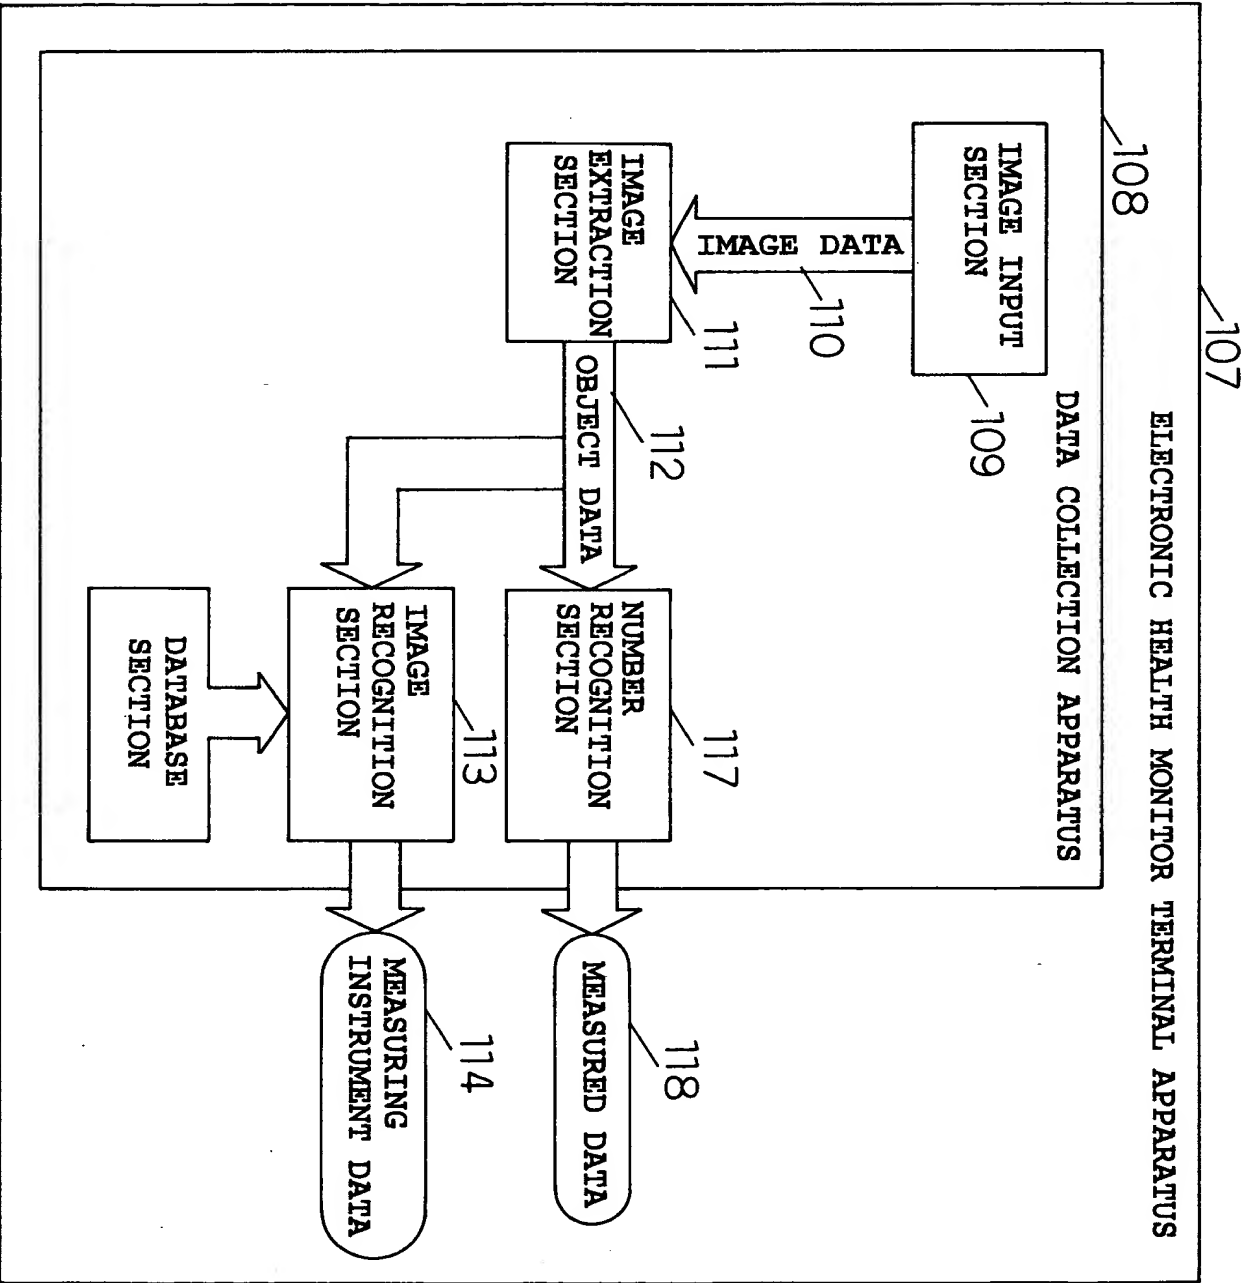 107
ELECTRONIC HEALTH MONITOR TERMINAL APPARATUS
108
DATA COLLECTION APPARATUS
IMAGE INPUT
SECTION
109
IMAGE DATA
110
IMAGE
EXTRACTION
SECTION
111
OBJECT DATA
112
NUMBER
RECOGNITION
SECTION
117
MEASURED DATA
118
IMAGE
RECOGNITION
SECTION
113
MEASURING
INSTRUMENT DATA
114
DATABASE
SECTION